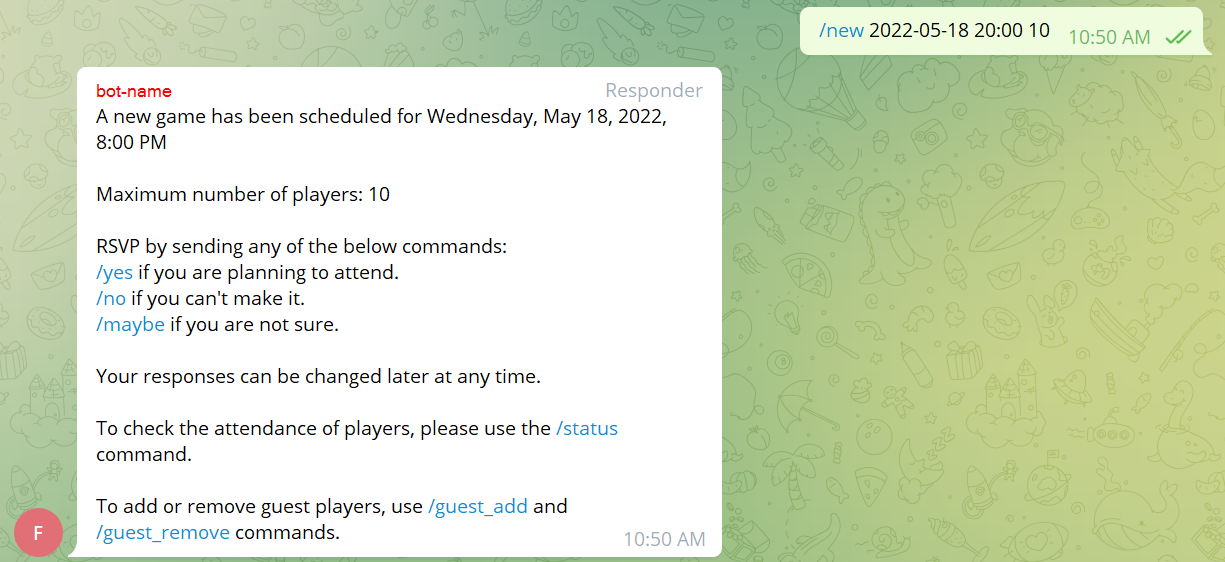 /new 2022-05-18 20:00 10 10:50 AM
bot-name Responder
A new game has been scheduled for Wednesday, May 18, 2022,
8:00 PM
Maximum number of players: 10
RSVP by sending any of the below commands:
/yes if you are planning to attend.
/no if you can't make it.
/maybe if you are not sure.
Your responses can be changed later at any time.
To check the attendance of players, please use the /status
command.
To add or remove guest players, use /guest_add and
/guest_remove commands.
10:50 AM
F